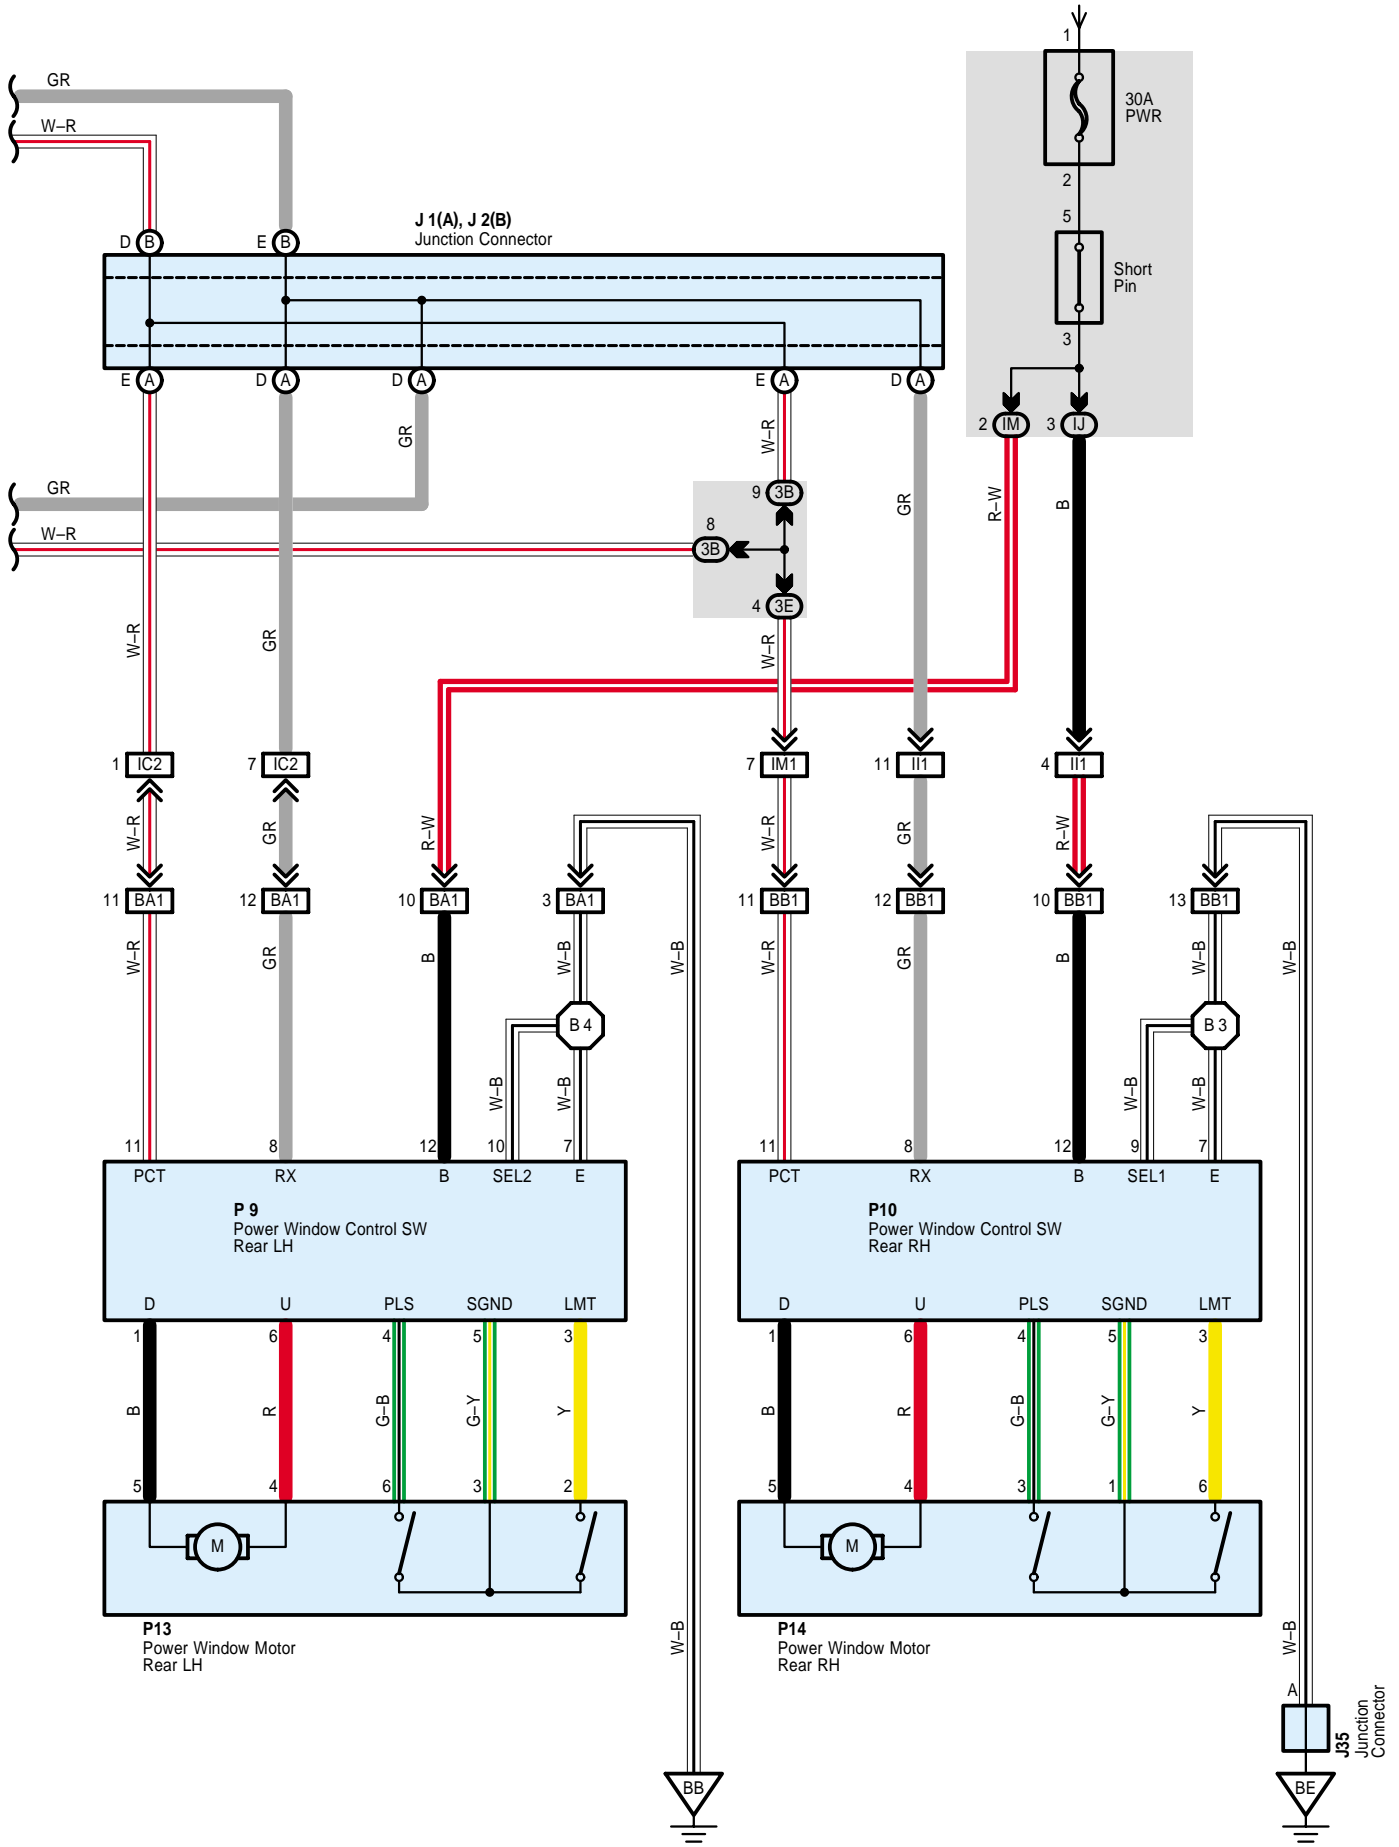 1
30A
PWR
2
5
Short
Pin
3
2 IM 3 IJ
GR
W–R
J 1(A), J 2(B)
Junction Connector
D B E B
E A D A D A E A D A
GR W–R
GR
W–R
9 3B
8
3B
4 3E
GR R–W B
W–R GR W–R
1 IC2 7 IC2 7 IM1 11 II1 4 II1
W–R GR R–W W–R GR R–W
11 BA1 12 BA1 10 BA1 3 BA1 11 BB1 12 BB1 10 BB1 13 BB1
W–R GR B W–B W–B W–R GR B W–B W–B
B 4 B 3
W–B W–B W–B W–B
11 8 12 10 7 11 8 12 9 7
PCT RX B SEL2 E PCT RX B SEL1 E
P 9
Power Window Control SW
Rear LH
P10
Power Window Control SW
Rear RH
D U PLS SGND LMT D U PLS SGND LMT
1 6 4 5 3 1 6 4 5 3
B R G–B G–Y Y B R G–B G–Y Y
5 4 6 3 2 5 4 3 1 6
M M
P13
Power Window Motor
Rear LH
P14
Power Window Motor
Rear RH
W–B W–B
A
J35
Junction
Connector
BB BE